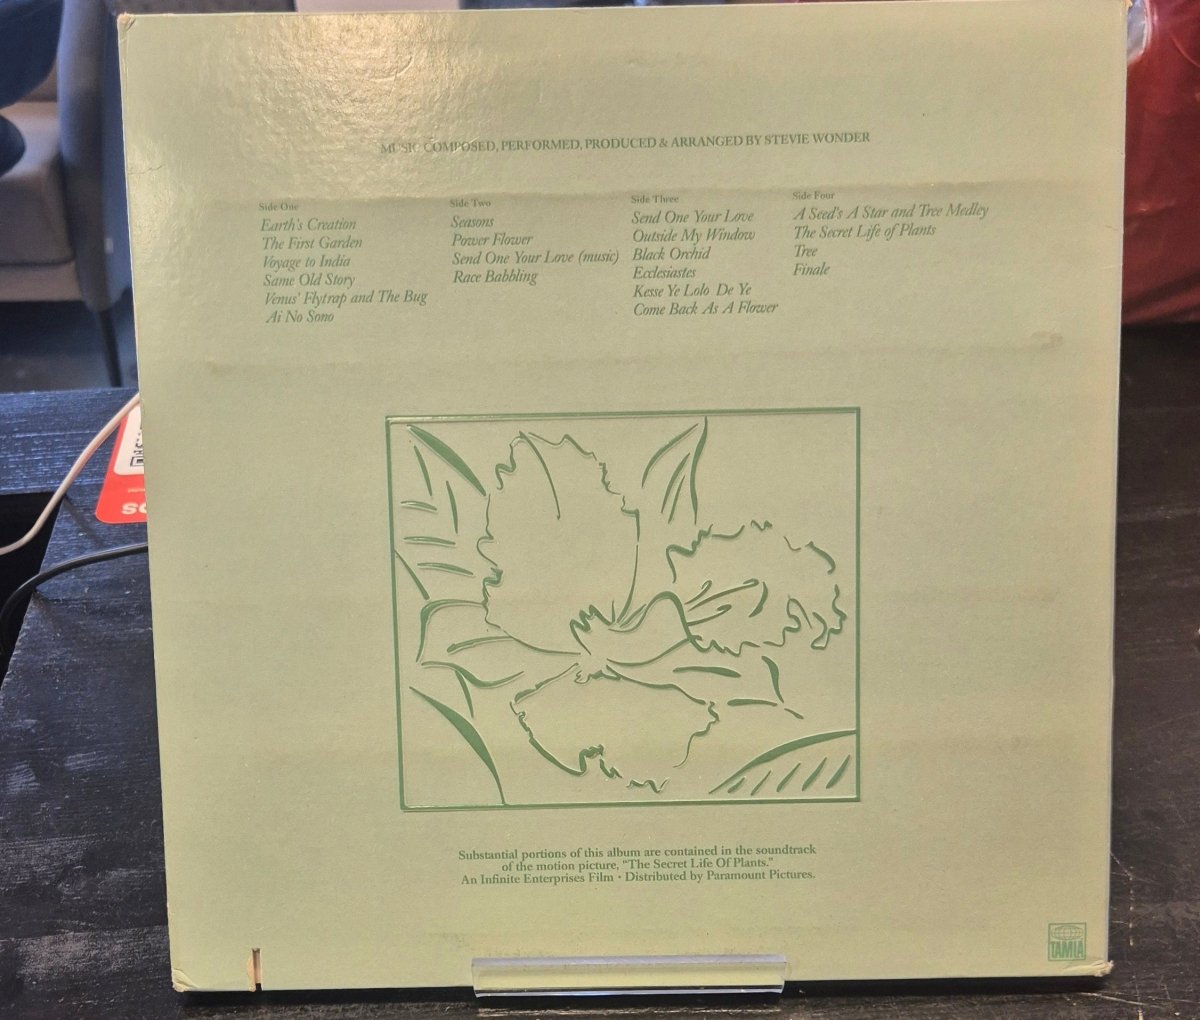 MUSIC COMPOSED, PERFORMED, PRODUCED & ARRANGED BY STEVIE WONDER
Side One
Earth's Creation
The First Garden
Voyage to India
Same Old Story
Venus' Flytrap and The Bug
Ai No Sono
Side Two
Seasons
Power Flower
Send One Your Love (music)
Race Babbling
Side Three
Send One Your Love
Outside My Window
Black Orchid
Ecclesiastes
Kesse Ye Lolo De Ye
Come Back As A Flower
Side Four
A Seed's A Star and Tree Medley
The Secret Life of Plants
Tree
Finale
Substantial portions of this album are contained in the soundtrack
of the motion picture, "The Secret Life Of Plants."
An Infinite Enterprises Film • Distributed by Paramount Pictures.
TAMLA